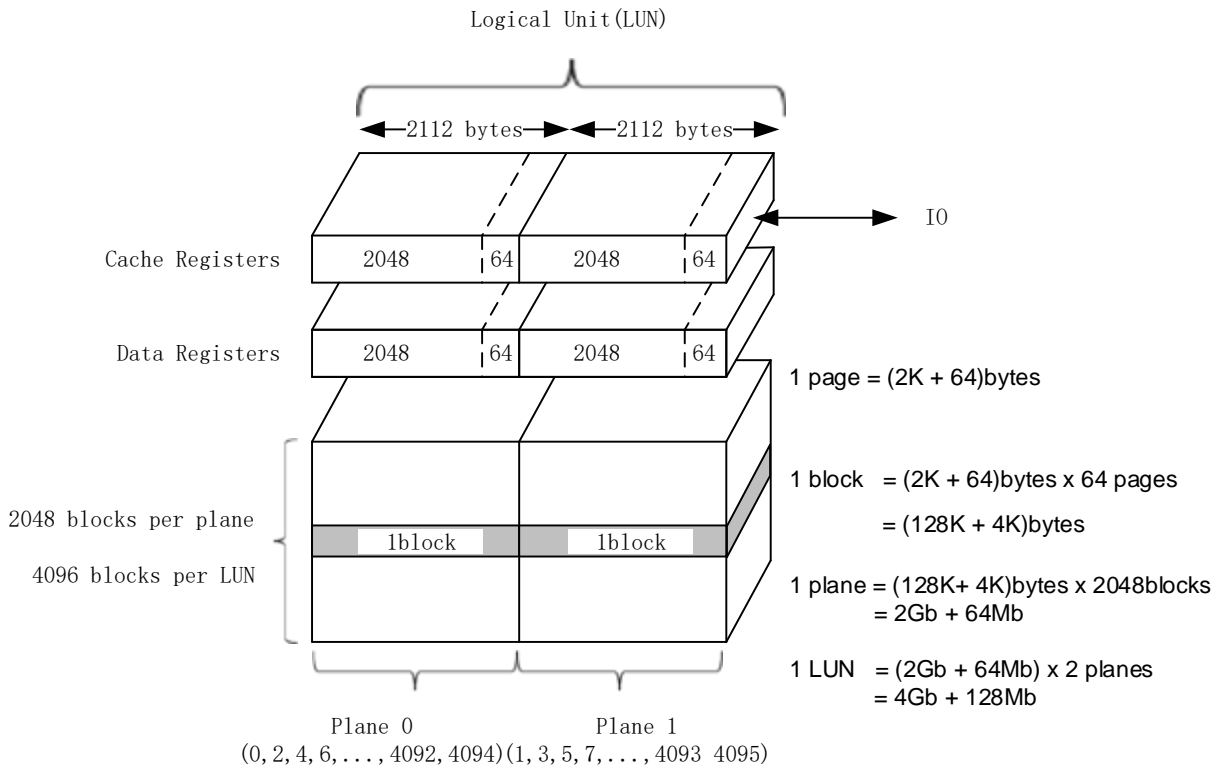 Logical Unit(LUN)
2112 bytes 2112 bytes
IO
Cache Registers 2048 64 2048 64
Data Registers 2048 64 2048 64
1 page = (2K + 64)bytes
1 block = (2K + 64)bytes x 64 pages
= (128K + 4K)bytes
2048 blocks per plane
1block 1block
4096 blocks per LUN
1 plane = (128K+ 4K)bytes x 2048blocks
= 2Gb + 64Mb
1 LUN = (2Gb + 64Mb) x 2 planes
= 4Gb + 128Mb
Plane 0 Plane 1
(0,2,4,6,...,4092,4094)(1,3,5,7,...,4093 4095)